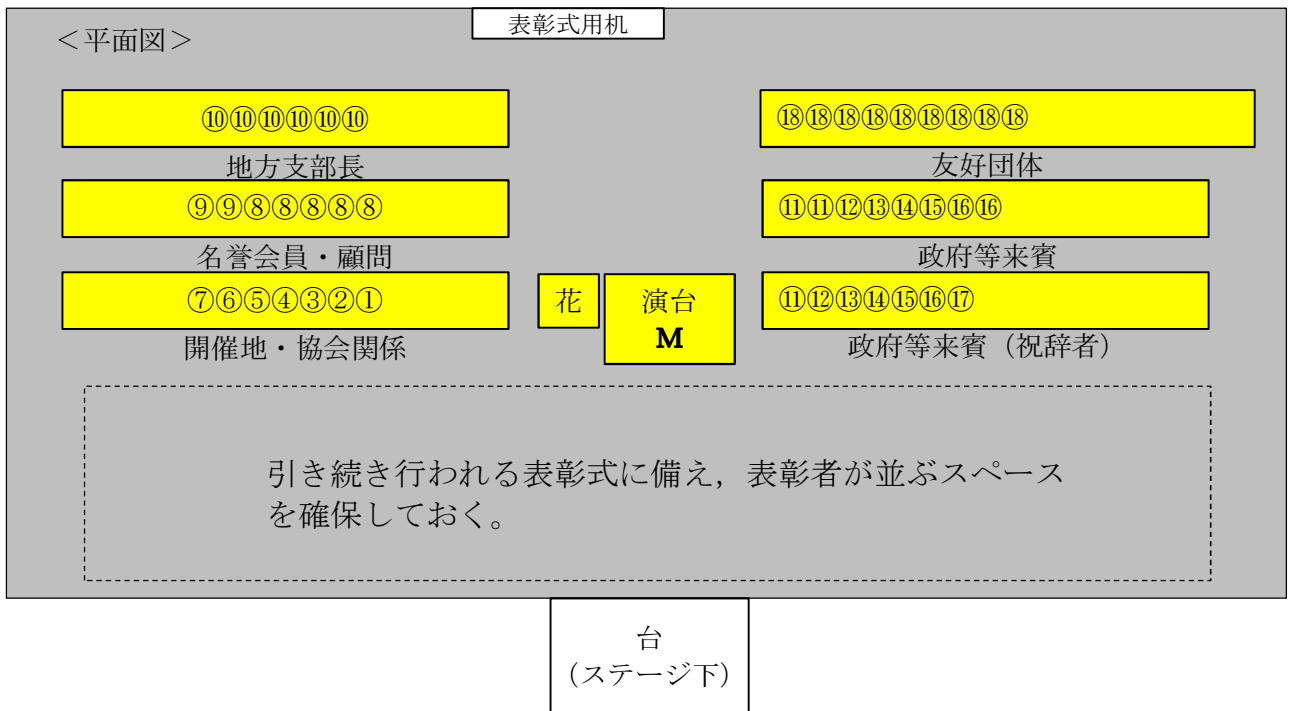 表彰式用机
＜平面図＞
⑩⑩⑩⑩⑩⑩
地方支部長
⑱⑱⑱⑱⑱⑱⑱⑱⑱
友好団体
⑨⑨⑧⑧⑧⑧⑧
名誉会員・顧問
⑪⑪⑫⑬⑭⑮⑯⑯
政府等来賓
⑦⑥⑤④③②①
開催地・協会関係
花
演台
M
⑪⑫⑬⑭⑮⑯⑰
政府等来賓（祝辞者）
引き続き行われる表彰式に備え，表彰者が並ぶスペース
を確保しておく。
台
（ステージ下）